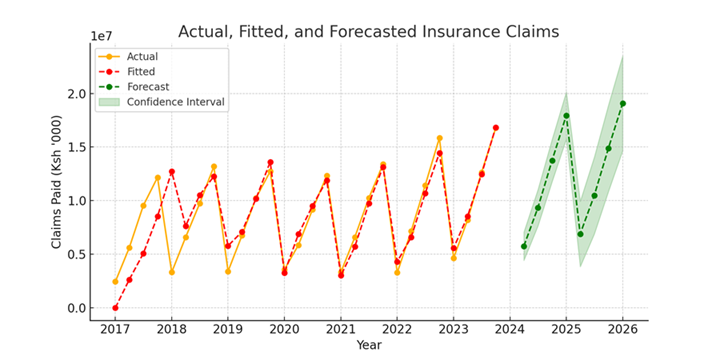 Actual, Fitted, and Forecasted Insurance Claims
1e7
Actual
Fitted
Forecast
Confidence Interval
2.0
1.5
1.0
0.5
0.0
Claims Paid (Ksh '000)
2017 2018 2019 2020 2021 2022 2023 2024 2025 2026
Year